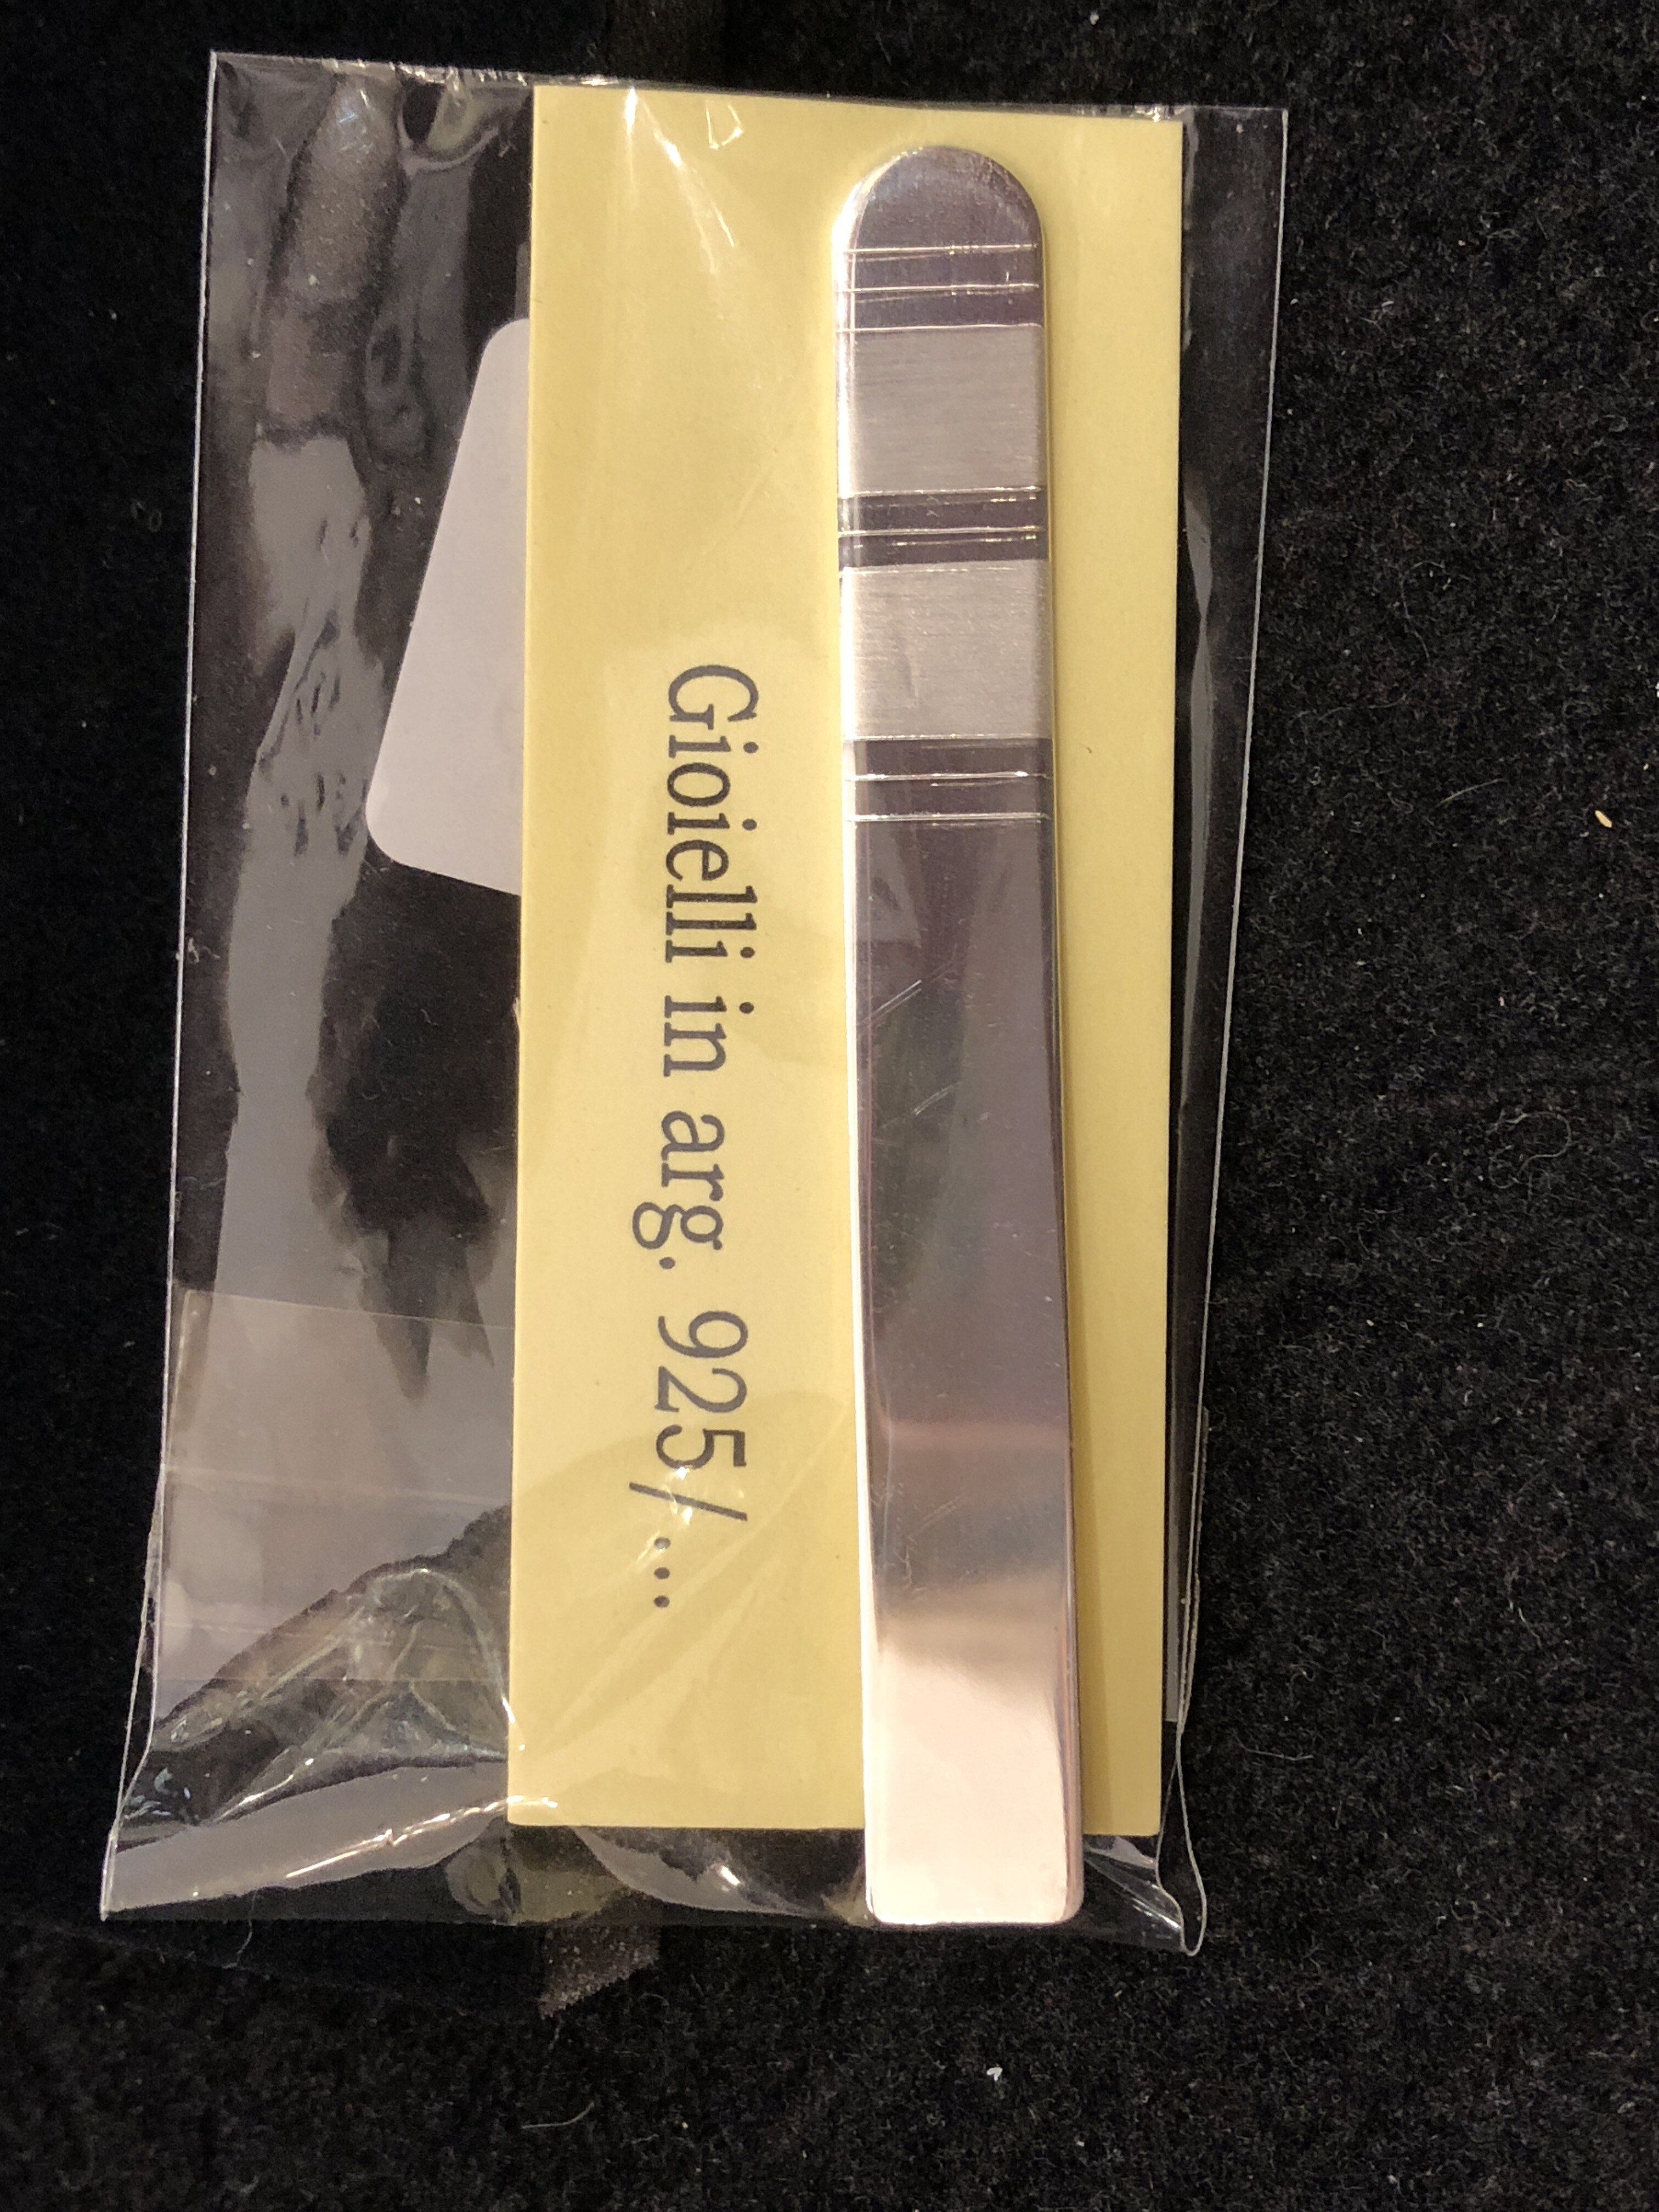 Gioielli in arg. 925/...